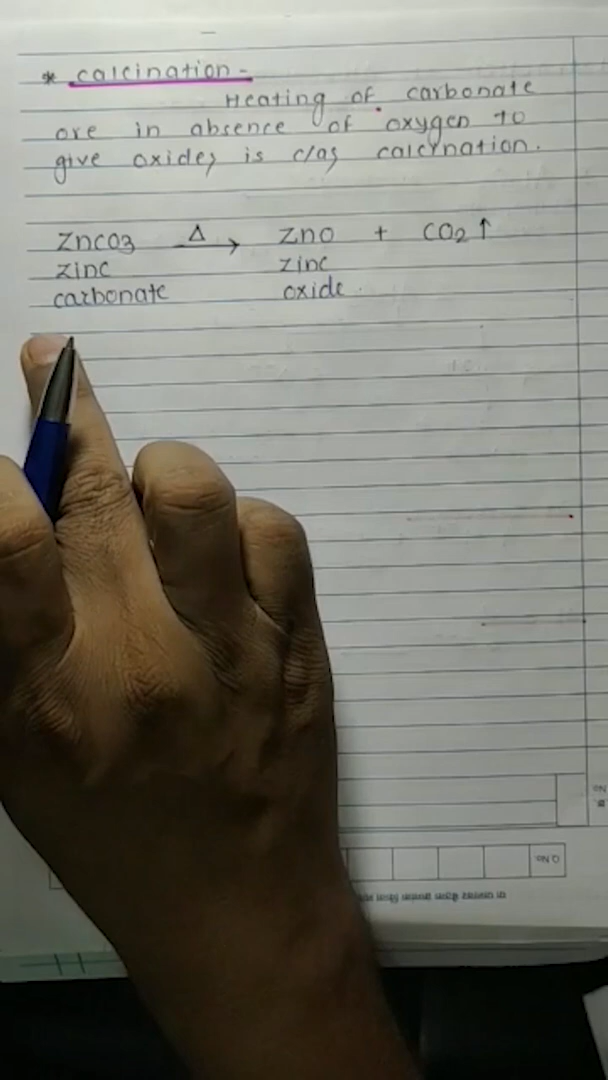 * calcination -
Heating of carbonate
ore in absence of oxygen to
give oxides is c/as calcination.
ZnCO3 Δ → ZnO + CO2 ↑
zinc zinc
carbonate oxide.
Q.No